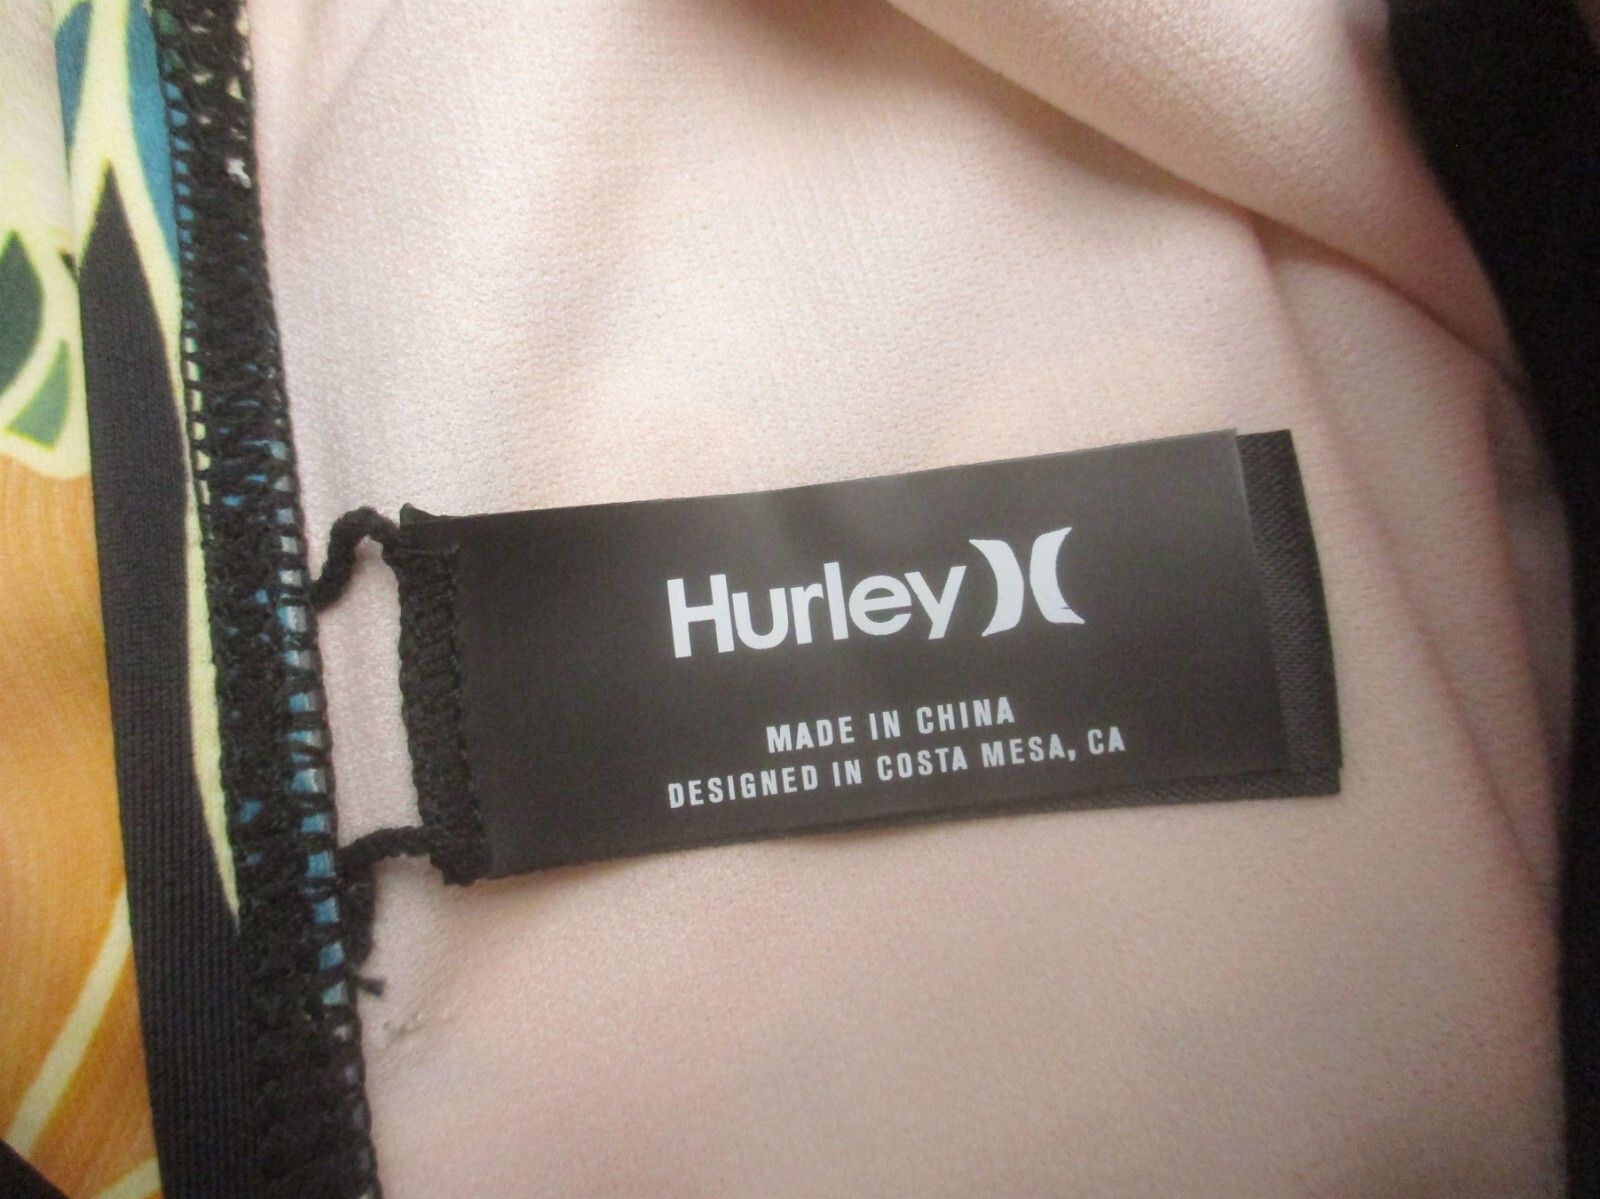 Hurley
MADE IN CHINA
DESIGNED IN COSTA MESA, CA